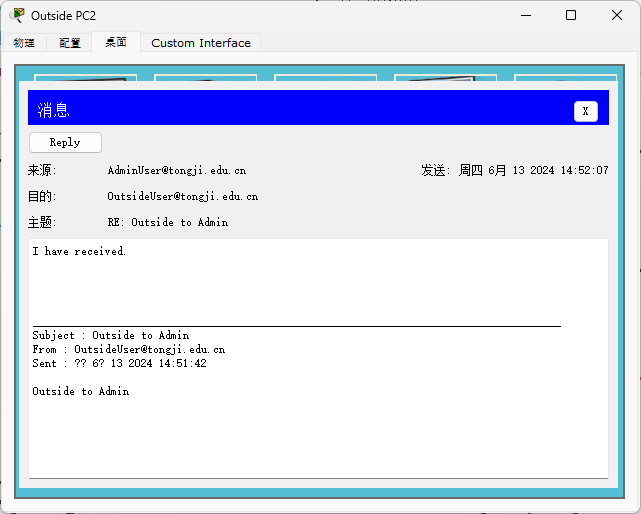 Outside PC2
物理 配置 桌面 Custom Interface
消息
X
Reply
来源: AdminUser@tongji.edu.cn 发送: 周四 6月 13 2024 14:52:07
目的: OutsideUser@tongji.edu.cn
主题: RE: Outside to Admin
I have received.
Subject : Outside to Admin
From : OutsideUser@tongji.edu.cn
Sent : ?? 6? 13 2024 14:51:42
Outside to Admin